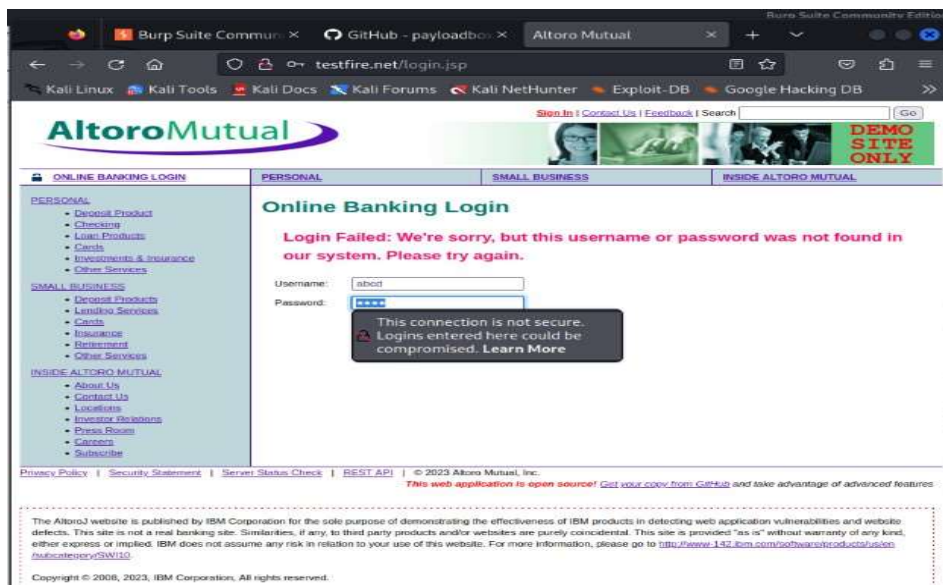 Burp Suite Community Edition
Burp Suite Commun × GitHub - payloadbo × Altoro Mutual × +
testfire.net/login.jsp
Kali Linux Kali Tools Kali Docs Kali Forums Kali NetHunter Exploit-DB Google Hacking DB »
Sign In | Contact Us | Feedback | Search Go
AltoroMutual
DEMO
SITE
ONLY
ONLINE BANKING LOGIN PERSONAL SMALL BUSINESS INSIDE ALTORO MUTUAL
PERSONAL
Deposit Product
Checking
Loan Products
Cards
Investments & Insurance
Other Services
SMALL BUSINESS
Deposit Products
Lending Services
Cards
Insurance
Retirement
Other Services
INSIDE ALTORO MUTUAL
About Us
Contact Us
Locations
Investor Relations
Press Room
Careers
Subscribe
Online Banking Login
Login Failed: We're sorry, but this username or password was not found in
our system. Please try again.
Username: abcd
Password:
This connection is not secure.
Logins entered here could be
compromised. Learn More
Privacy Policy | Security Statement | Server Status Check | REST API | © 2023 Altoro Mutual, Inc.
This web application is open source! Get your copy from GitHub and take advantage of advanced features
The AltoroJ website is published by IBM Corporation for the sole purpose of demonstrating the effectiveness of IBM products in detecting web application vulnerabilities and website
defects. This site is not a real banking site. Similarities, if any, to third party products and/or websites are purely coincidental. This site is provided "as is" without warranty of any kind,
either express or implied. IBM does not assume any risk in relation to your use of this website. For more information, please go to http://www-142.ibm.com/software/products/us/en
/subcategory/SWI10.
Copyright © 2008, 2023, IBM Corporation, All rights reserved.